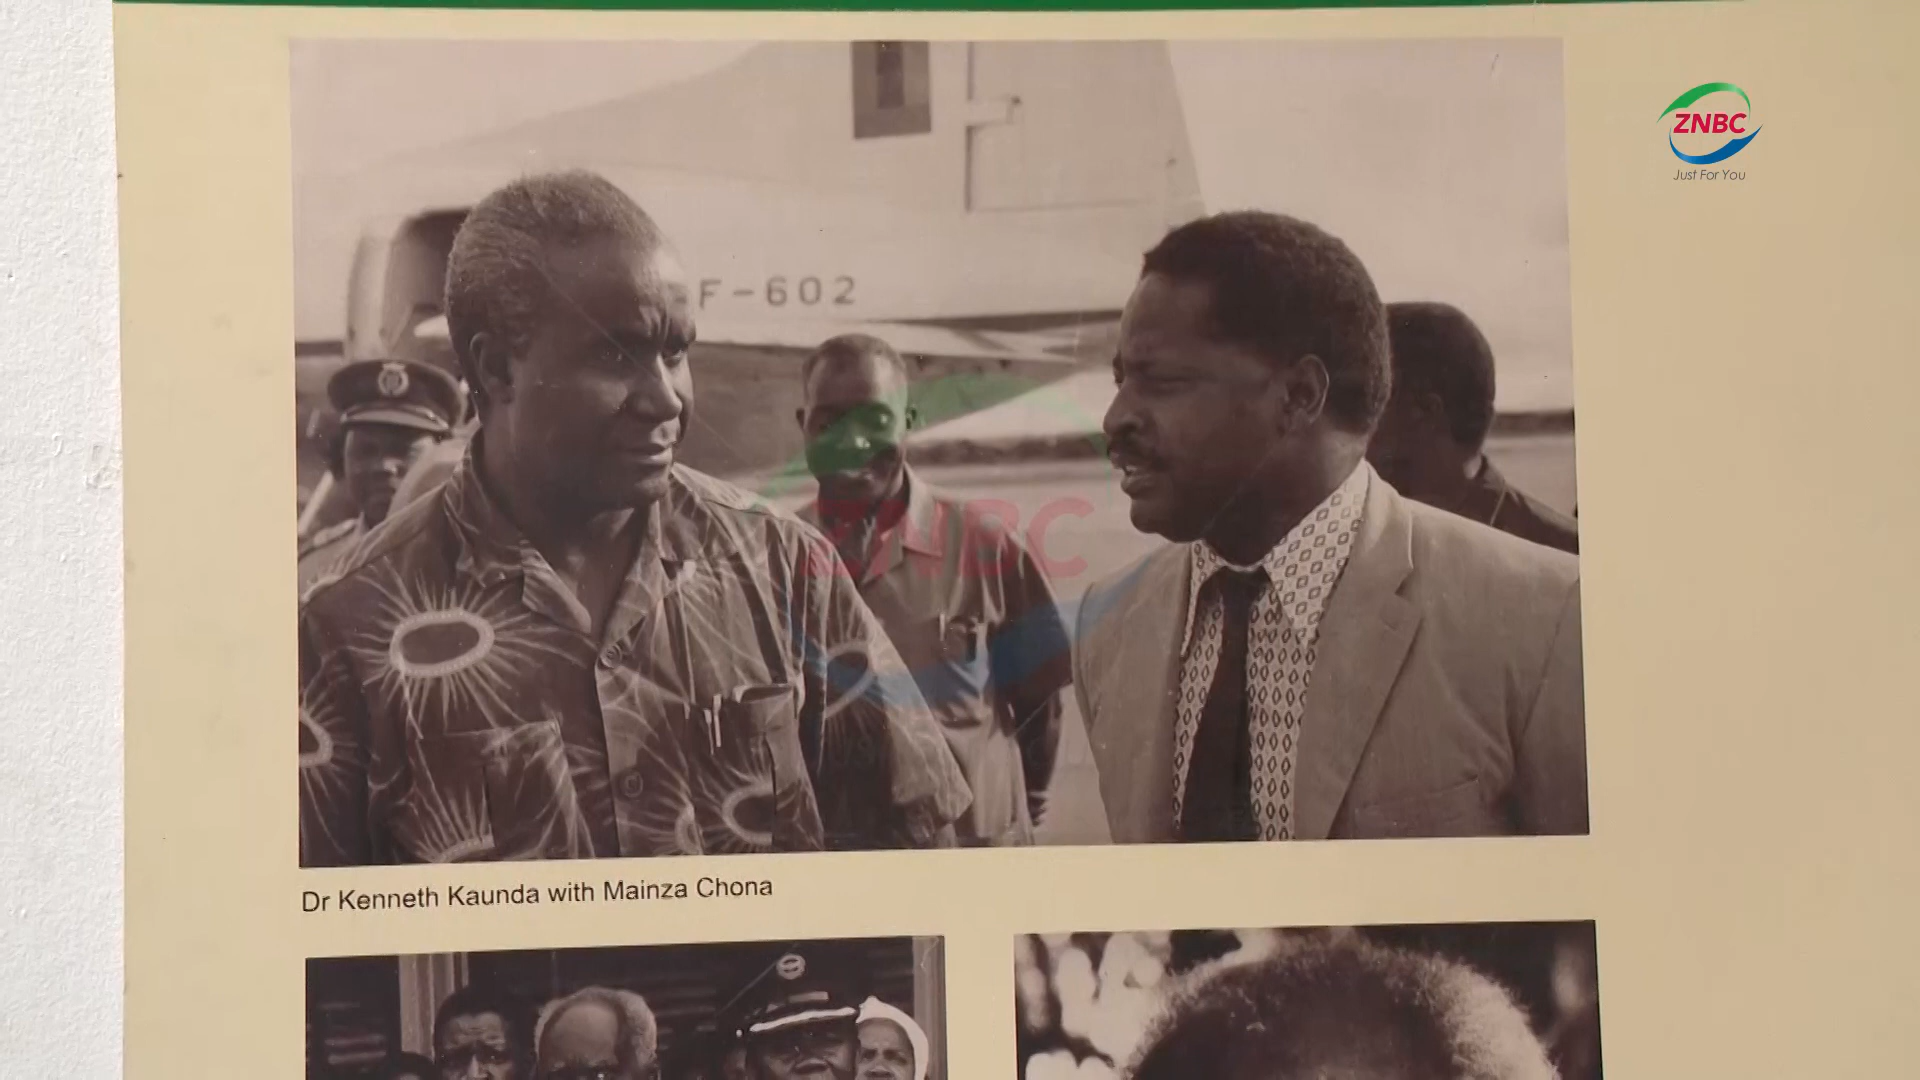 ZNBC
Just For You
F-602
ZNBC
Dr Kenneth Kaunda with Mainza Chona